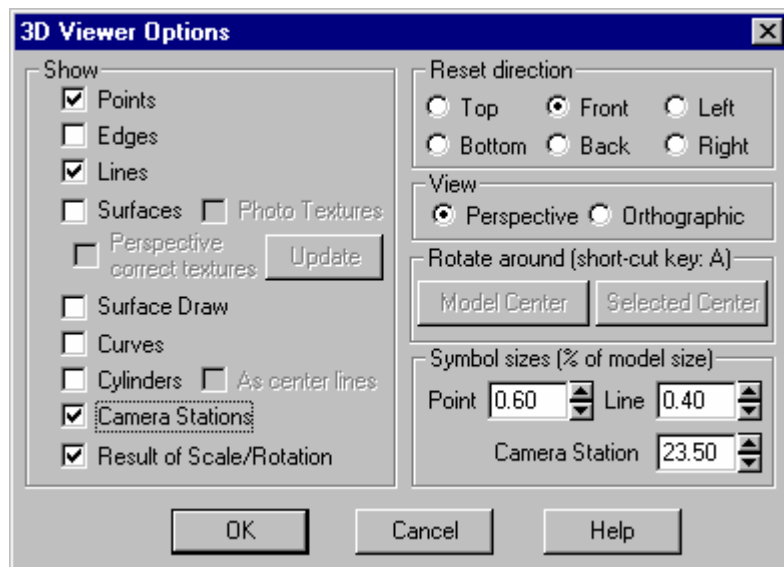 3D Viewer Options
Show
Points
Edges
Lines
Surfaces Photo Textures
Perspective
correct textures Update
Surface Draw
Curves
Cylinders As center lines
Camera Stations
Result of Scale/Rotation
Reset direction
Top Front Left
Bottom Back Right
View
Perspective Orthographic
Rotate around (short-cut key: A)
Model Center Selected Center
Symbol sizes (% of model size)
Point 0.60 Line 0.40
Camera Station 23.50
OK Cancel Help